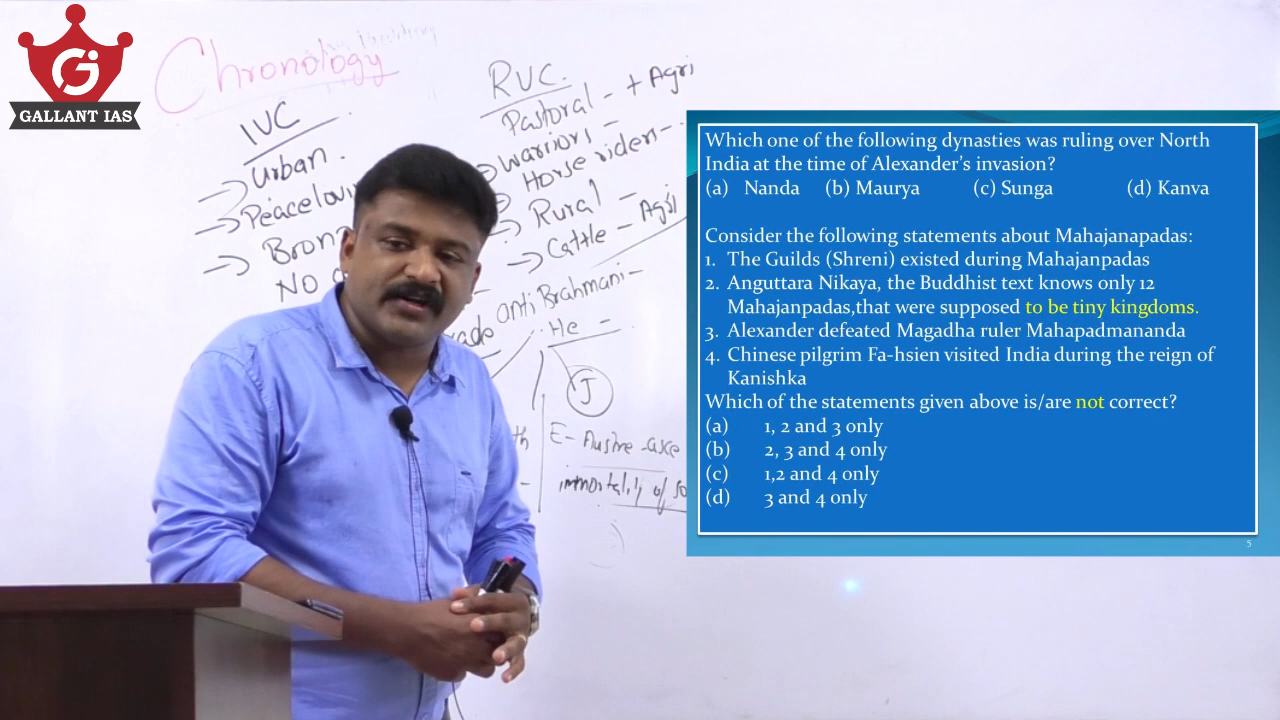 GALLANT IAS
Chronology
IVC
Urban.
Peacelovin
Bron
No
RVC.
Pastoral - + Agri
Warriors -
Horse riders -
Rural -
Cattle - Agri
anti Brahmani-
He -
J
th
E-
immortality of so
Which one of the following dynasties was ruling over North
India at the time of Alexander's invasion?
(a) Nanda (b) Maurya (c) Sunga (d) Kanva
Consider the following statements about Mahajanapadas:
1. The Guilds (Shreni) existed during Mahajanpadas
2. Anguttara Nikaya, the Buddhist text knows only 12
Mahajanpadas,that were supposed to be tiny kingdoms.
3. Alexander defeated Magadha ruler Mahapadmananda
4. Chinese pilgrim Fa-hsien visited India during the reign of
Kanishka
Which of the statements given above is/are not correct?
(a) 1, 2 and 3 only
(b) 2, 3 and 4 only
(c) 1,2 and 4 only
(d) 3 and 4 only
5